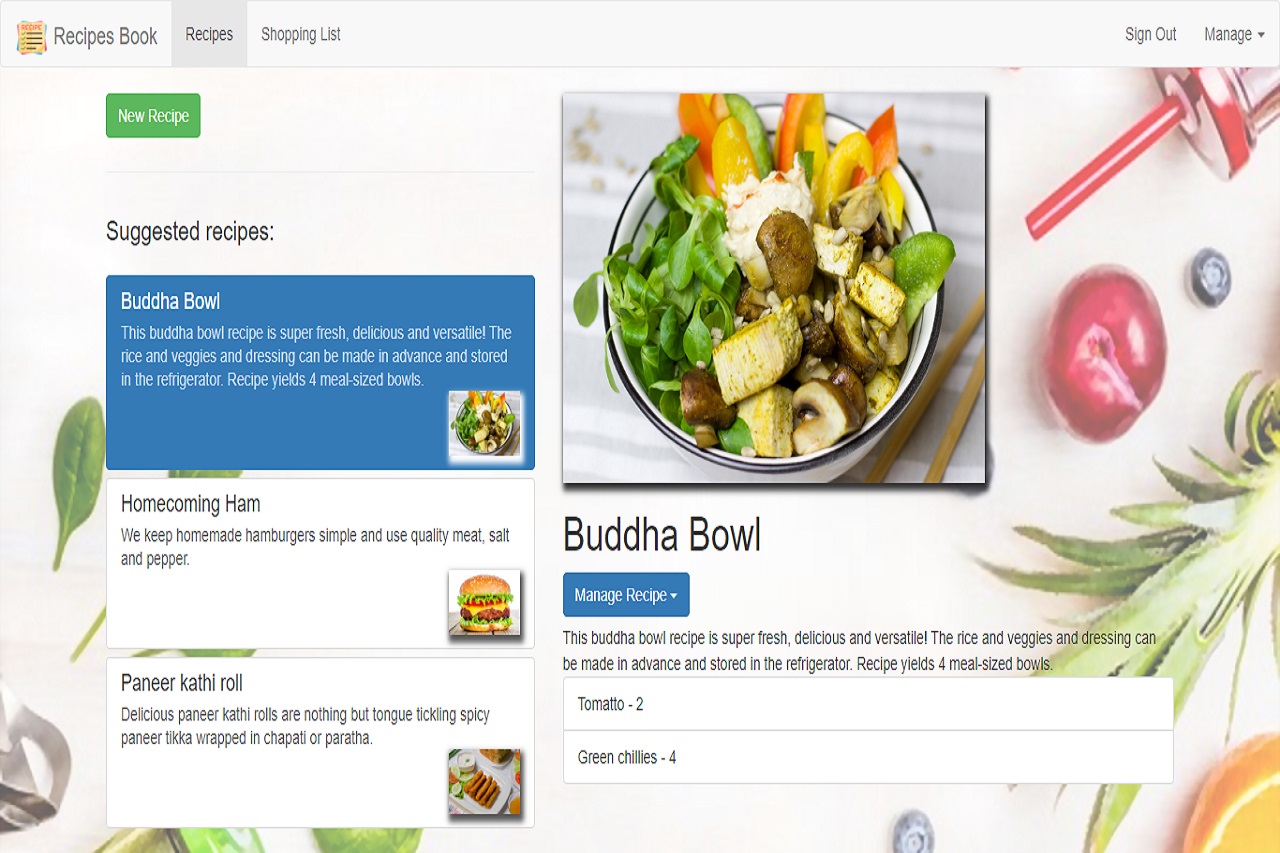 RECIPE
Recipes Book
Recipes
Shopping List
Sign Out
Manage
New Recipe
Suggested recipes:
Buddha Bowl
This buddha bowl recipe is super fresh, delicious and versatile! The
rice and veggies and dressing can be made in advance and stored
in the refrigerator. Recipe yields 4 meal-sized bowls.
Homecoming Ham
We keep homemade hamburgers simple and use quality meat, salt
and pepper.
Paneer kathi roll
Delicious paneer kathi rolls are nothing but tongue tickling spicy
paneer tikka wrapped in chapati or paratha.
Buddha Bowl
Manage Recipe
This buddha bowl recipe is super fresh, delicious and versatile! The rice and veggies and dressing can
be made in advance and stored in the refrigerator. Recipe yields 4 meal-sized bowls.
Tomatto - 2
Green chillies - 4